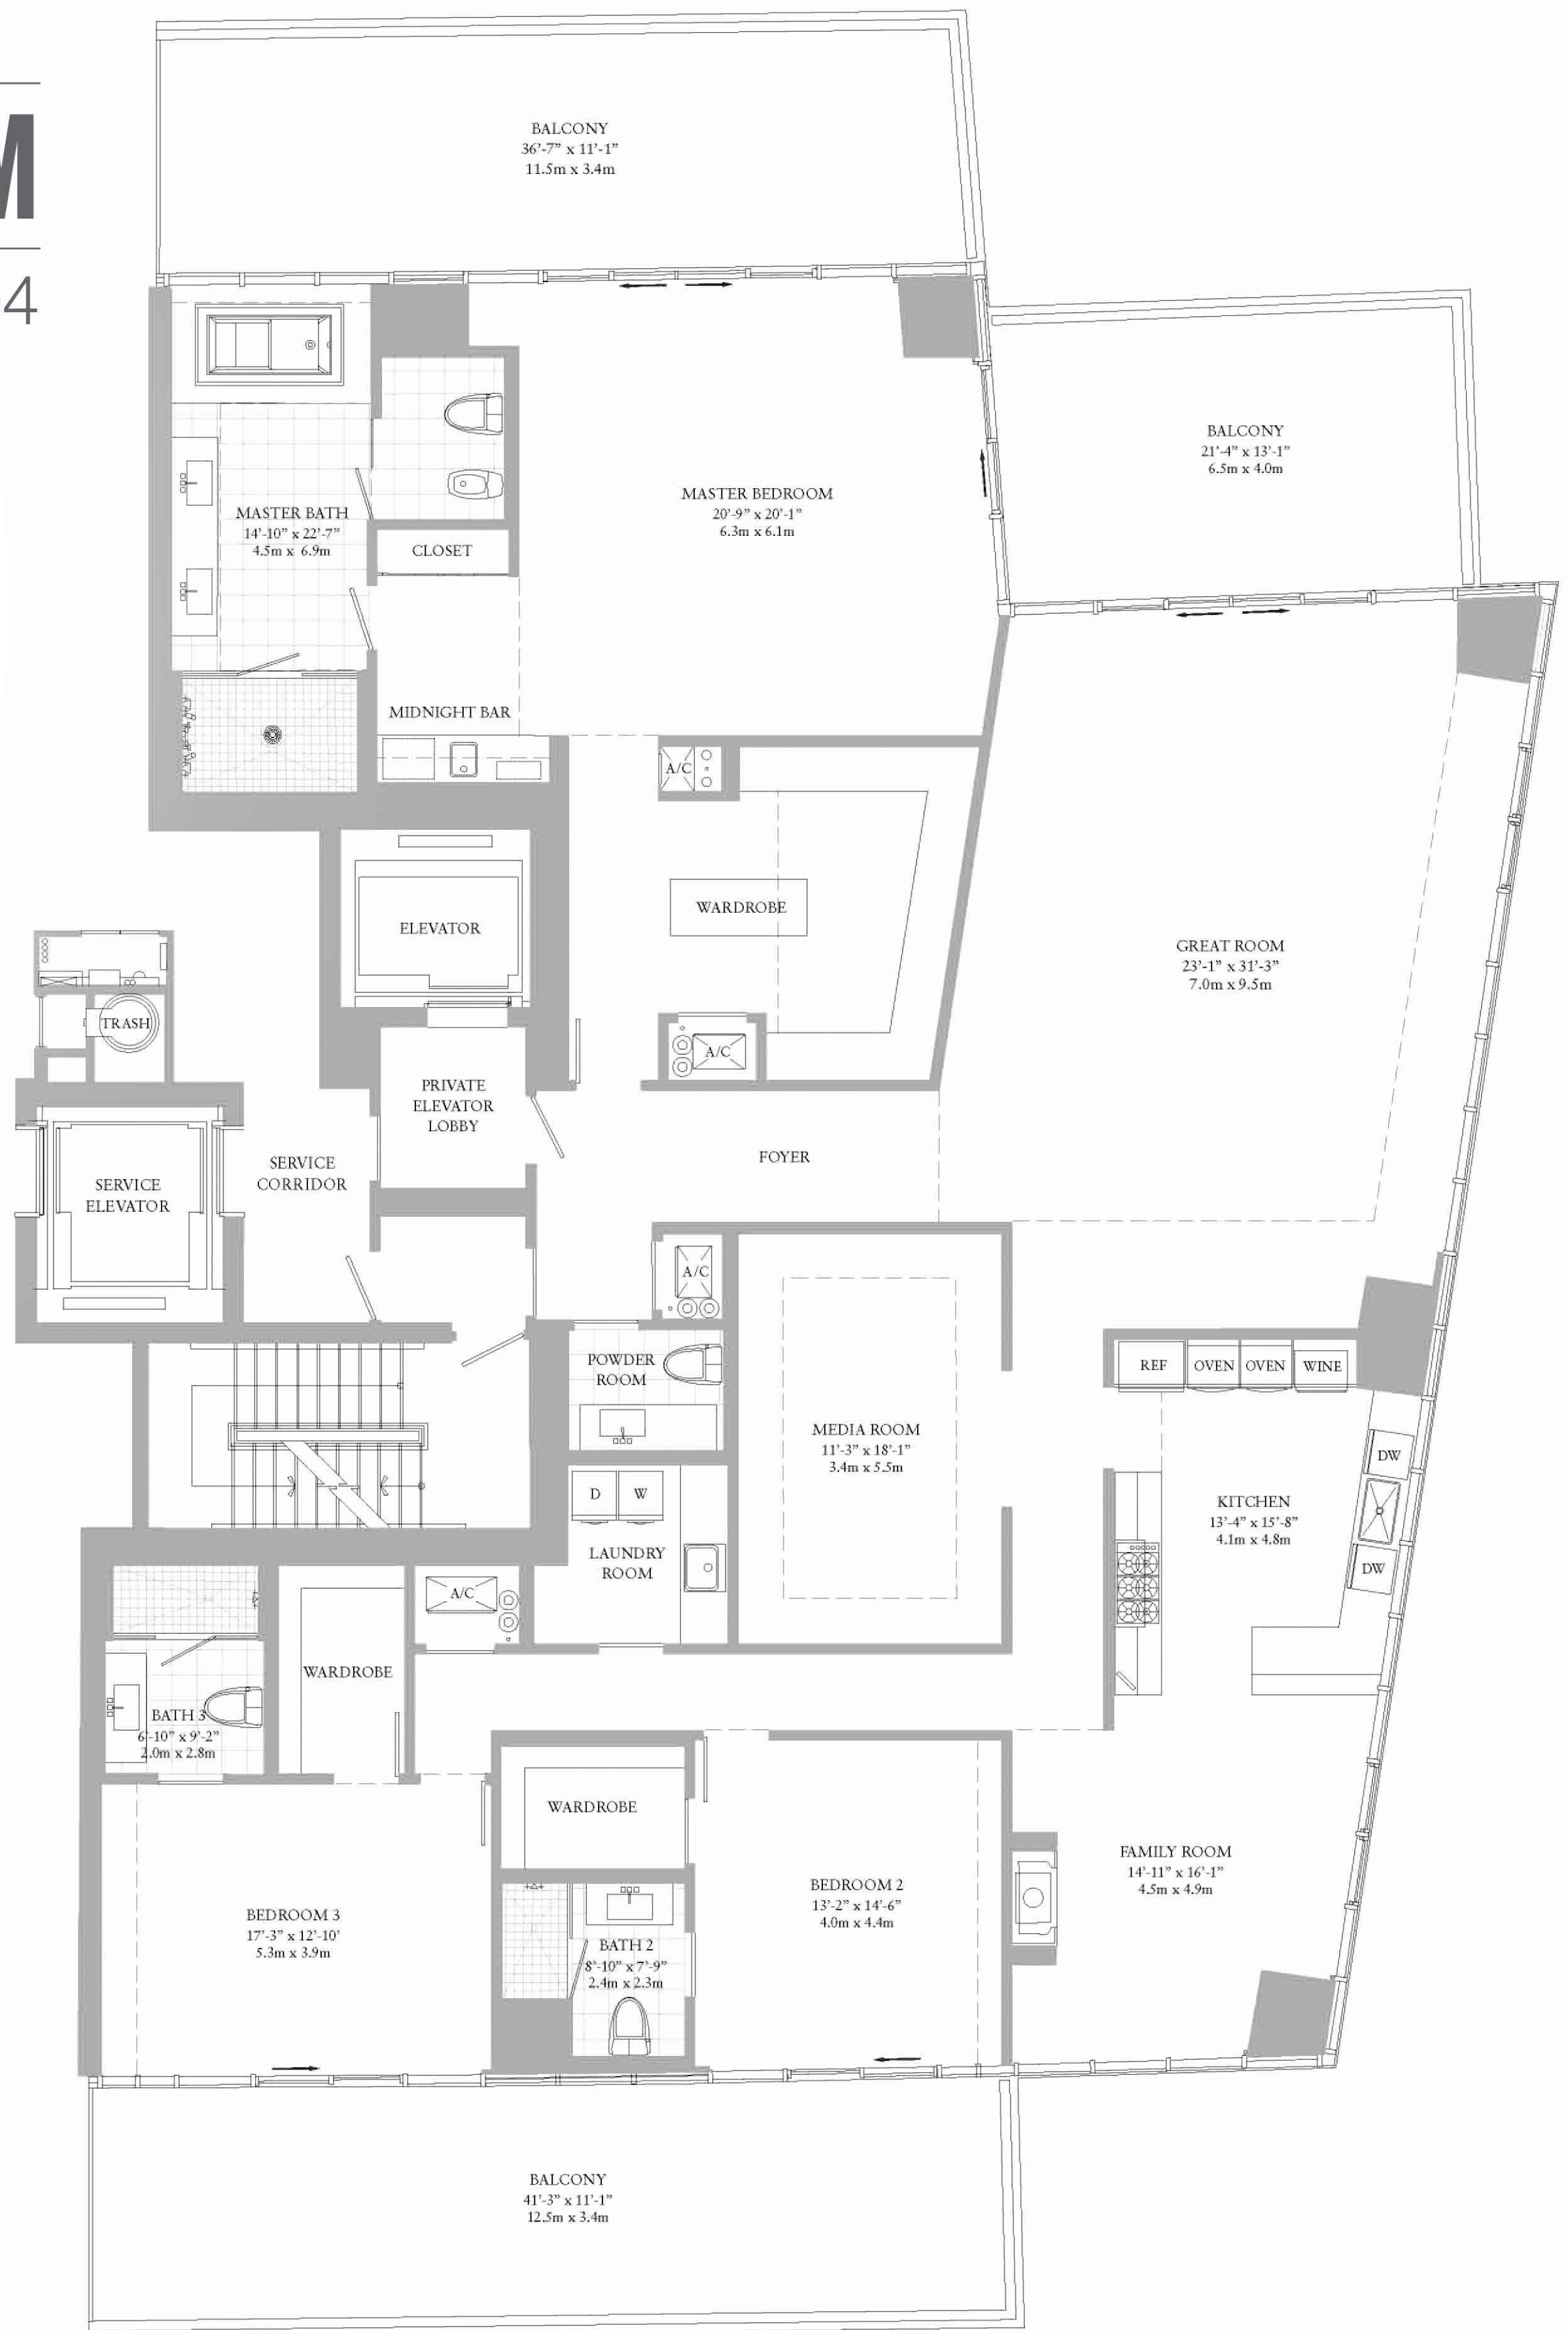 M
4
BALCONY
36'-7" x 11'-1"
11.5m x 3.4m
BALCONY
21'-4" x 13'-1"
6.5m x 4.0m
MASTER BEDROOM
20'-9" x 20'-1"
6.3m x 6.1m
MASTER BATH
14'-10" x 22'-7"
4.5m x 6.9m
CLOSET
MIDNIGHT BAR
A/C
WARDROBE
ELEVATOR
GREAT ROOM
23'-1" x 31'-3"
7.0m x 9.5m
TRASH
A/C
PRIVATE
ELEVATOR
LOBBY
FOYER
SERVICE
CORRIDOR
SERVICE
ELEVATOR
A/C
POWDER
ROOM
REF
OVEN
OVEN
WINE
MEDIA ROOM
11'-3" x 18'-1"
3.4m x 5.5m
DW
D
W
KITCHEN
13'-4" x 15'-8"
4.1m x 4.8m
LAUNDRY
ROOM
DW
A/C
WARDROBE
BATH 3
6'-10" x 9'-2"
2.0m x 2.8m
WARDROBE
FAMILY ROOM
14'-11" x 16'-1"
4.5m x 4.9m
BEDROOM 2
13'-2" x 14'-6"
4.0m x 4.4m
BEDROOM 3
17'-3" x 12'-10'
5.3m x 3.9m
BATH 2
8'-10" x 7'-9"
2.4m x 2.3m
BALCONY
41'-3" x 11'-1"
12.5m x 3.4m